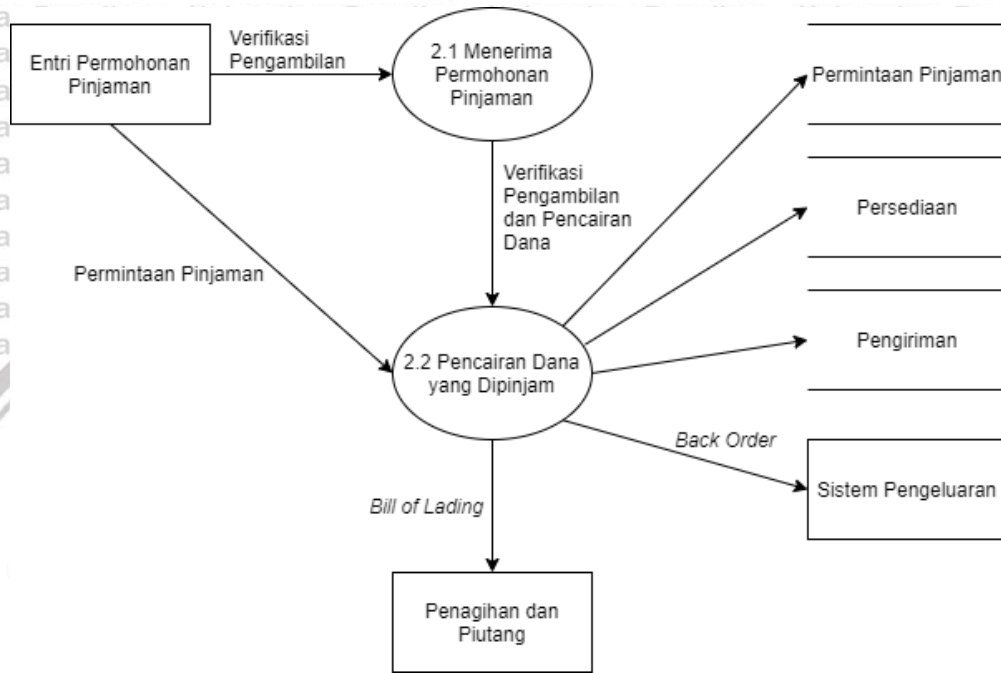 Entri Permohonan
Pinjaman
Verifikasi
Pengambilan
2.1 Menerima
Permohonan
Pinjaman
Permintaan Pinjaman
Verifikasi
Pengambilan
dan Pencairan
Dana
Persediaan
Permintaan Pinjaman
Pengiriman
2.2 Pencairan Dana
yang Dipinjam
Back Order
Sistem Pengeluaran
Bill of Lading
Penagihan dan
Piutang